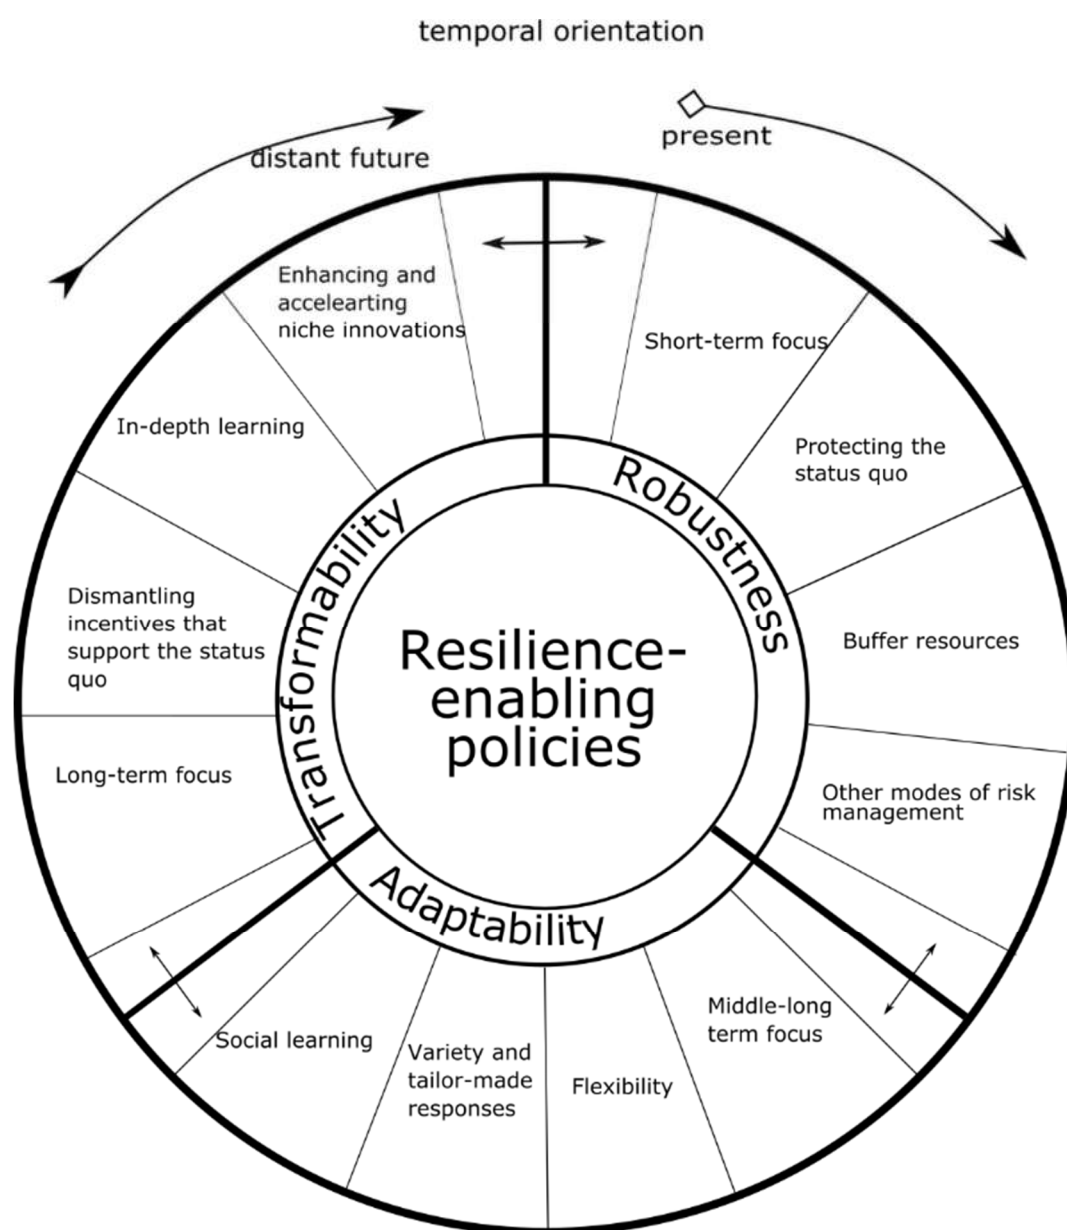 temporal orientation
distant future
present
Enhancing and
accelearting
niche innovations
Short-term focus
In-depth learning
Protecting the
status quo
Robustness
Transformability
Dismantling
incentives that
support the status
quo
Resilience-
enabling
policies
Buffer resources
Long-term focus
Other modes of risk
management
Adaptability
Middle-long
term focus
Social learning
Variety and
tailor-made
responses
Flexibility